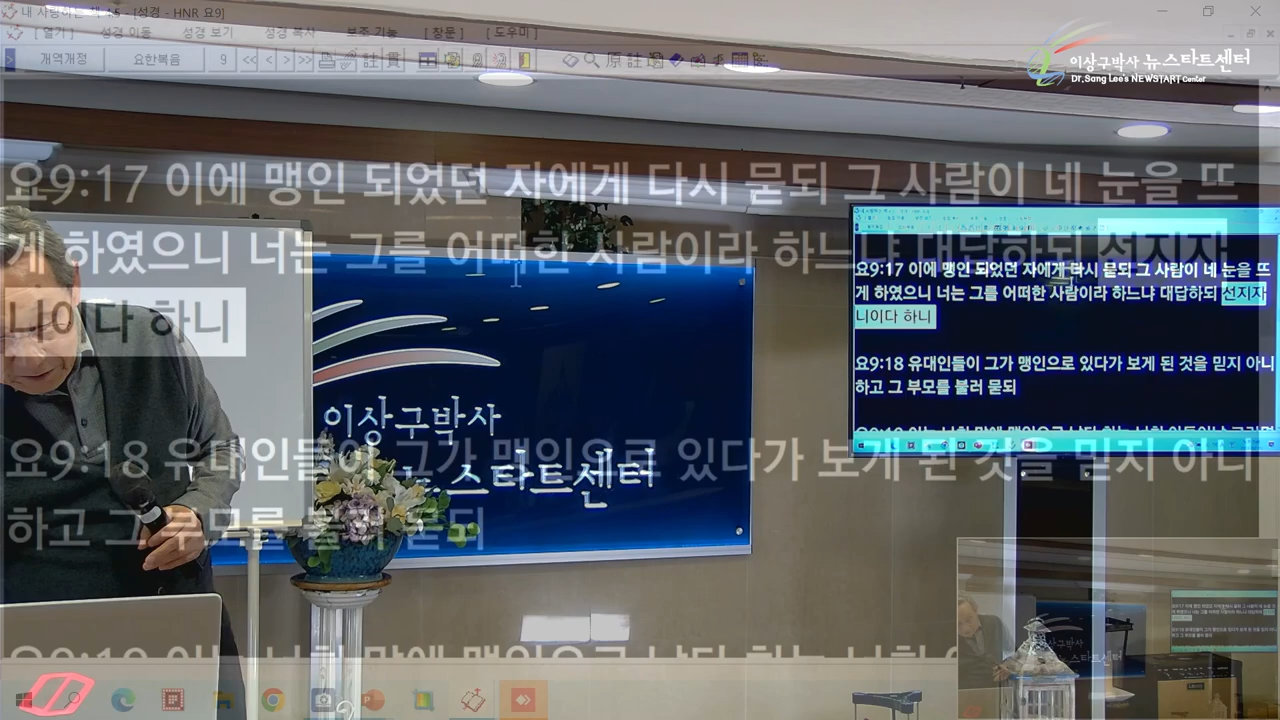 내 사랑하는 책 4.5 - [성경 - HNR 요9]
[ 열기 ] 성경 이동 성경 보기 성경 복사 보조 기능 [ 창문 ] [ 도우미 ]
개역개정 요한복음 9 << < > >>
이상구박사 뉴스타트센터
Dr. Sang Lee's NEWSTART Center
요9:17 이에 맹인 되었던 자에게 다시 묻되 그 사람이 네 눈을 뜨
게 하였으니 너는 그를 어떠한 사람이라 하느냐 대답하되 선지자
니이다 하니
요9:18 유대인들이 그가 맹인으로 있다가 보게 된 것을 믿지 아니
하고 그 부모를 불러 묻되
이상구박사
스타트센터
요9:17 이에 맹인 되었던 자에게 다시 묻되 그 사람이 네 눈을 뜨
게 하였으니 너는 그를 어떠한 사람이라 하느냐 대답하되 선지자
니이다 하니
요9:18 유대인들이 그가 맹인으로 있다가 보게 된 것을 믿지 아니
하고 그 부모를 불러 묻되